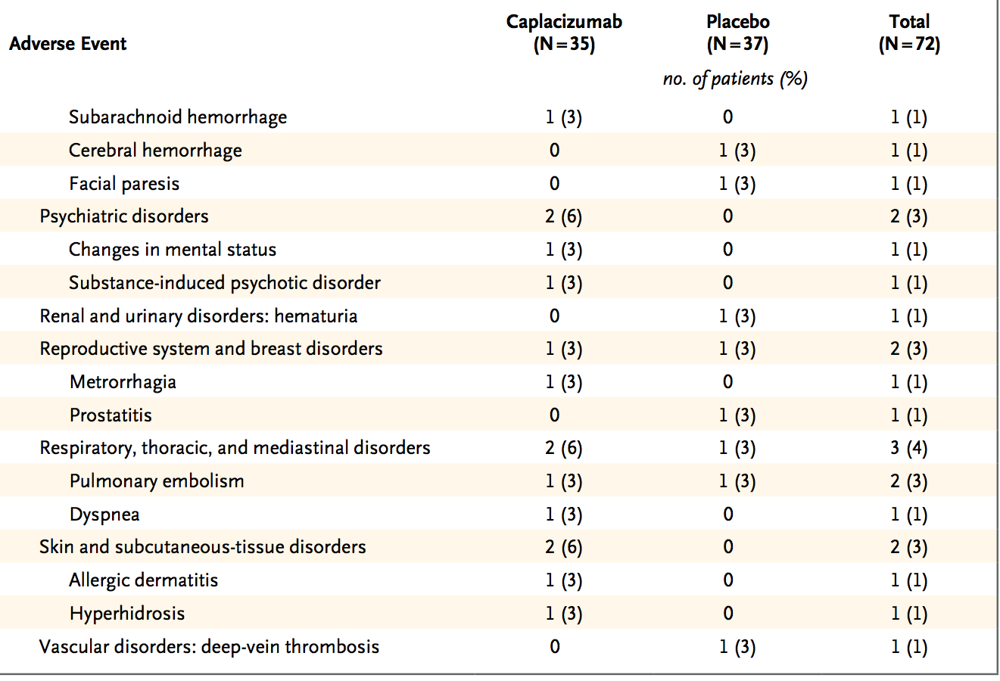 Adverse Event Caplacizumab (N=35) Placebo (N=37) Total (N=72)
no. of patients (%)
Subarachnoid hemorrhage 1 (3) 0 1 (1)
Cerebral hemorrhage 0 1 (3) 1 (1)
Facial paresis 0 1 (3) 1 (1)
Psychiatric disorders 2 (6) 0 2 (3)
Changes in mental status 1 (3) 0 1 (1)
Substance-induced psychotic disorder 1 (3) 0 1 (1)
Renal and urinary disorders: hematuria 0 1 (3) 1 (1)
Reproductive system and breast disorders 1 (3) 1 (3) 2 (3)
Metrorrhagia 1 (3) 0 1 (1)
Prostatitis 0 1 (3) 1 (1)
Respiratory, thoracic, and mediastinal disorders 2 (6) 1 (3) 3 (4)
Pulmonary embolism 1 (3) 1 (3) 2 (3)
Dyspnea 1 (3) 0 1 (1)
Skin and subcutaneous-tissue disorders 2 (6) 0 2 (3)
Allergic dermatitis 1 (3) 0 1 (1)
Hyperhidrosis 1 (3) 0 1 (1)
Vascular disorders: deep-vein thrombosis 0 1 (3) 1 (1)